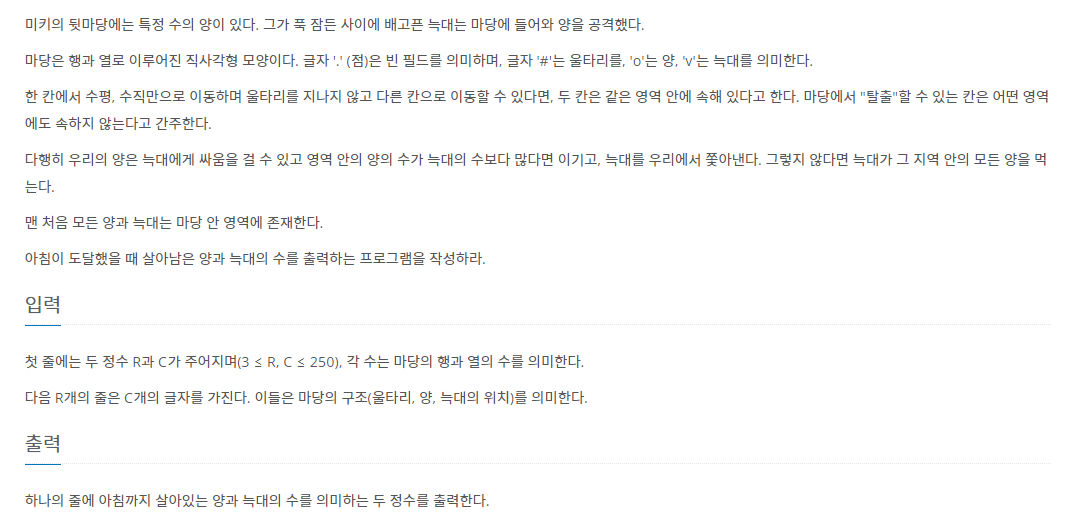 미키의 뒷마당에는 특정 수의 양이 있다. 그가 푹 잠든 사이에 배고픈 늑대는 마당에 들어와 양을 공격했다.
마당은 행과 열로 이루어진 직사각형 모양이다. 글자 '.' (점)은 빈 필드를 의미하며, 글자 '#'는 울타리를, 'o'는 양, 'v'는 늑대를 의미한다.
한 칸에서 수평, 수직만으로 이동하며 울타리를 지나지 않고 다른 칸으로 이동할 수 있다면, 두 칸은 같은 영역 안에 속해 있다고 한다. 마당에서 "탈출"할 수 있는 칸은 어떤 영역
에도 속하지 않는다고 간주한다.
다행히 우리의 양은 늑대에게 싸움을 걸 수 있고 영역 안의 양의 수가 늑대의 수보다 많다면 이기고, 늑대를 우리에서 쫓아낸다. 그렇지 않다면 늑대가 그 지역 안의 모든 양을 먹
는다.
맨 처음 모든 양과 늑대는 마당 안 영역에 존재한다.
아침이 도달했을 때 살아남은 양과 늑대의 수를 출력하는 프로그램을 작성하라.
입력
첫 줄에는 두 정수 R과 C가 주어지며(3 ≤ R, C ≤ 250), 각 수는 마당의 행과 열의 수를 의미한다.
다음 R개의 줄은 C개의 글자를 가진다. 이들은 마당의 구조(울타리, 양, 늑대의 위치)를 의미한다.
출력
하나의 줄에 아침까지 살아있는 양과 늑대의 수를 의미하는 두 정수를 출력한다.